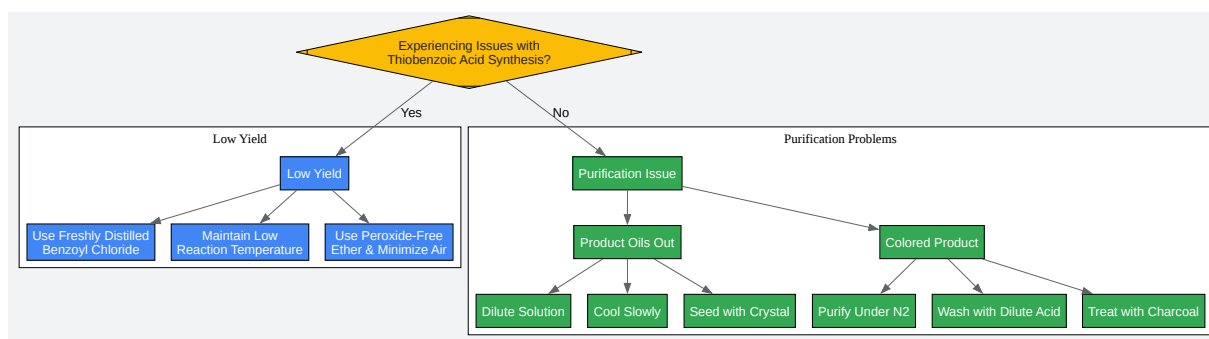 Experiencing Issues with
Thiobenzoic Acid Synthesis?
Yes
No
Low Yield
Purification Problems
Low Yield
Purification Issue
Use Freshly Distilled
Benzoyl Chloride
Maintain Low
Reaction Temperature
Use Peroxide-Free
Ether & Minimize Air
Product Oils Out
Colored Product
Dilute Solution
Cool Slowly
Seed with Crystal
Purify Under N2
Wash with Dilute Acid
Treat with Charcoal